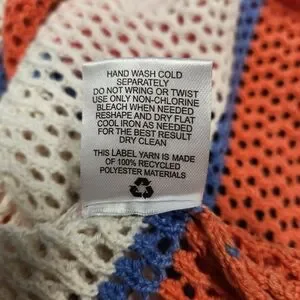 HAND WASH COLD
SEPARATELY
DO NOT WRING OR TWIST
USE ONLY NON-CHLORINE
BLEACH WHEN NEEDED
RESHAPE AND DRY FLAT
COOL IRON AS NEEDED
FOR THE BEST RESULT
DRY CLEAN
THIS LABEL YARN IS MADE
OF 100% RECYCLED
POLYESTER MATERIALS